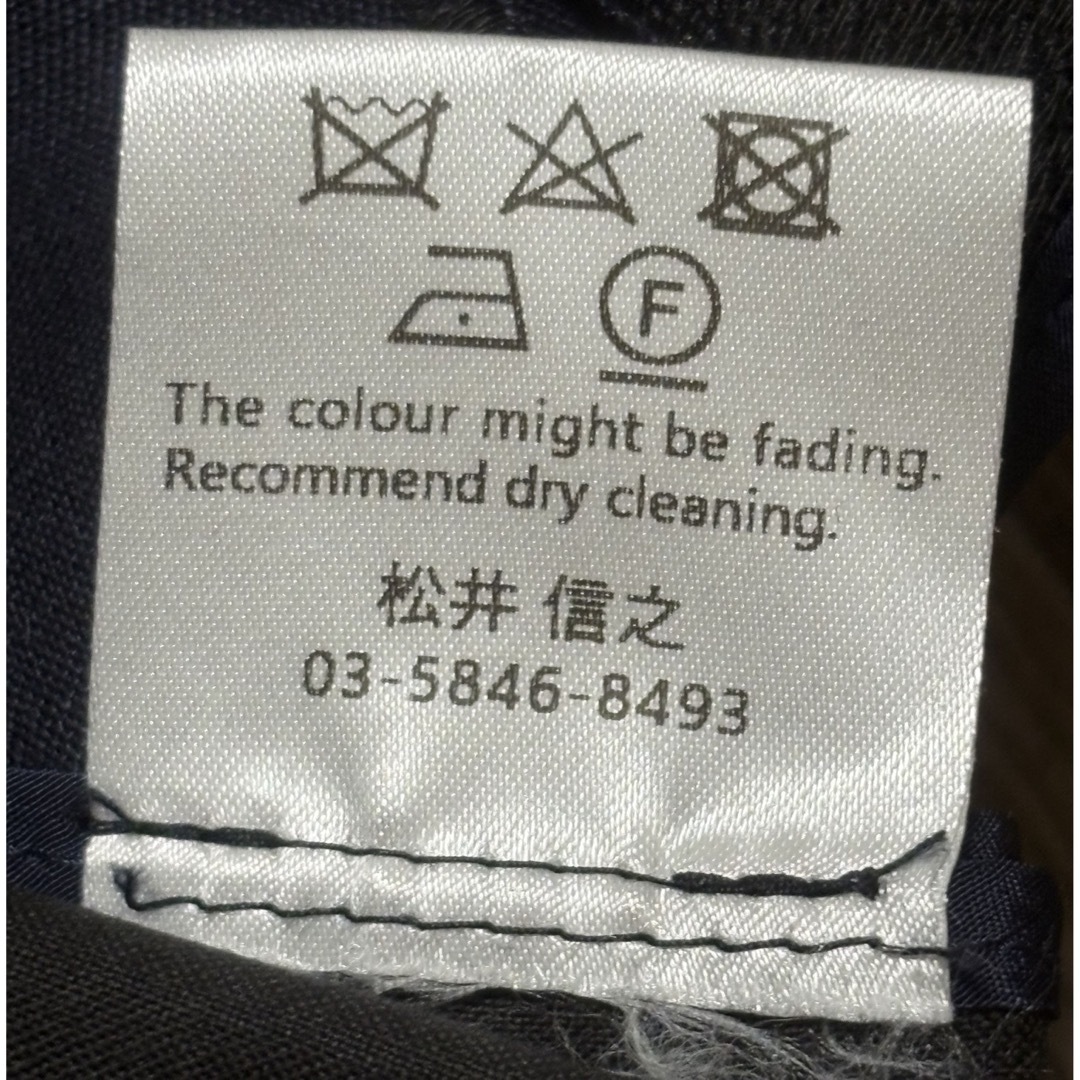 F
The colour might be fading.
Recommend dry cleaning.
松井 信之
03-5846-8493